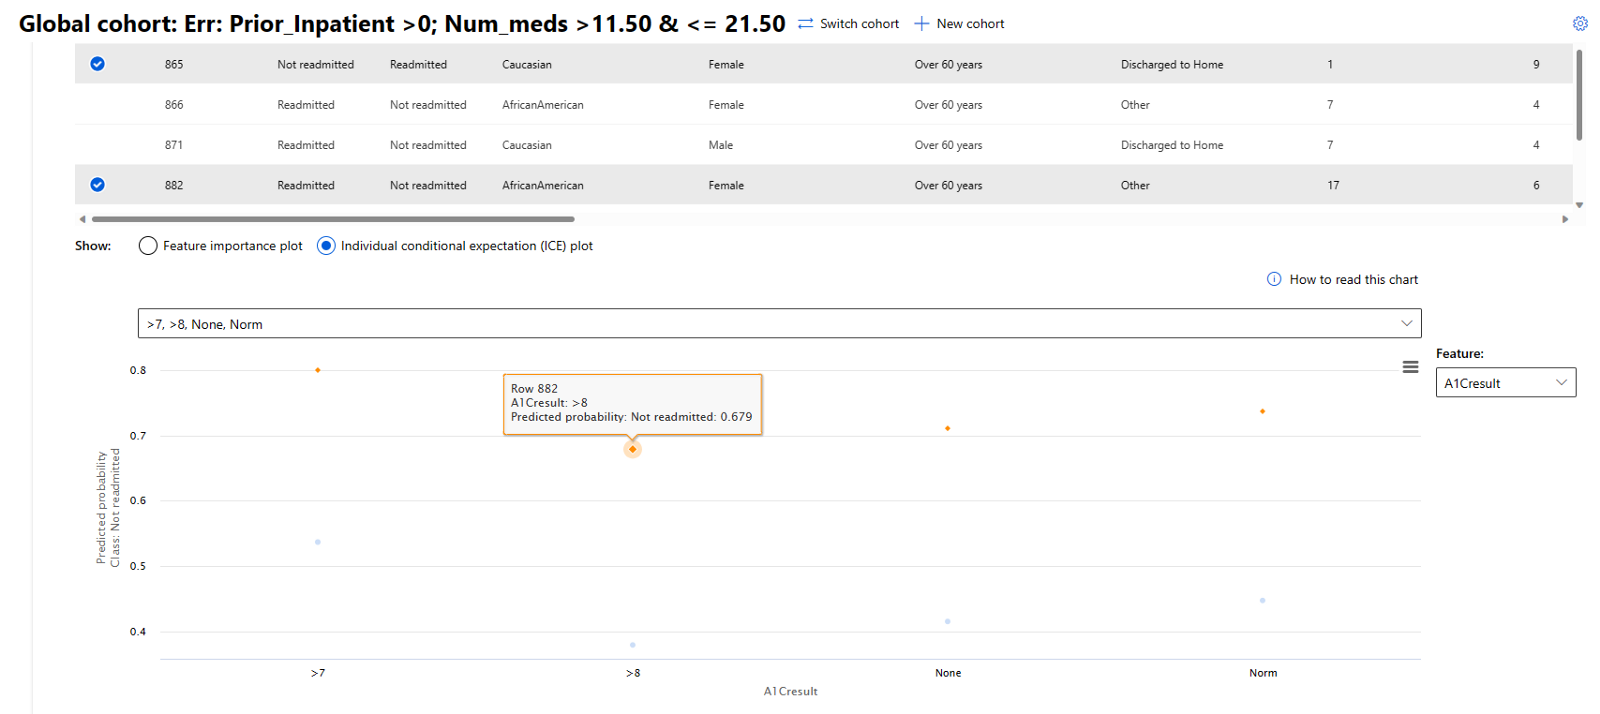 Global cohort: Err: Prior_Inpatient >0; Num_meds >11.50 & <= 21.50 Switch cohort New cohort
865 Not readmitted Readmitted Caucasian Female Over 60 years Discharged to Home 1 9
866 Readmitted Not readmitted AfricanAmerican Female Over 60 years Other 7 4
871 Readmitted Not readmitted Caucasian Male Over 60 years Discharged to Home 7 4
882 Readmitted Not readmitted AfricanAmerican Female Over 60 years Other 17 6
Show: Feature importance plot Individual conditional expectation (ICE) plot
How to read this chart
>7, >8, None, Norm
Feature:
A1Cresult
0.8
0.7
0.6
0.5
0.4
Predicted probability
Class: Not readmitted
Row 882
A1Cresult: >8
Predicted probability: Not readmitted: 0.679
>7 >8 None Norm
A1Cresult